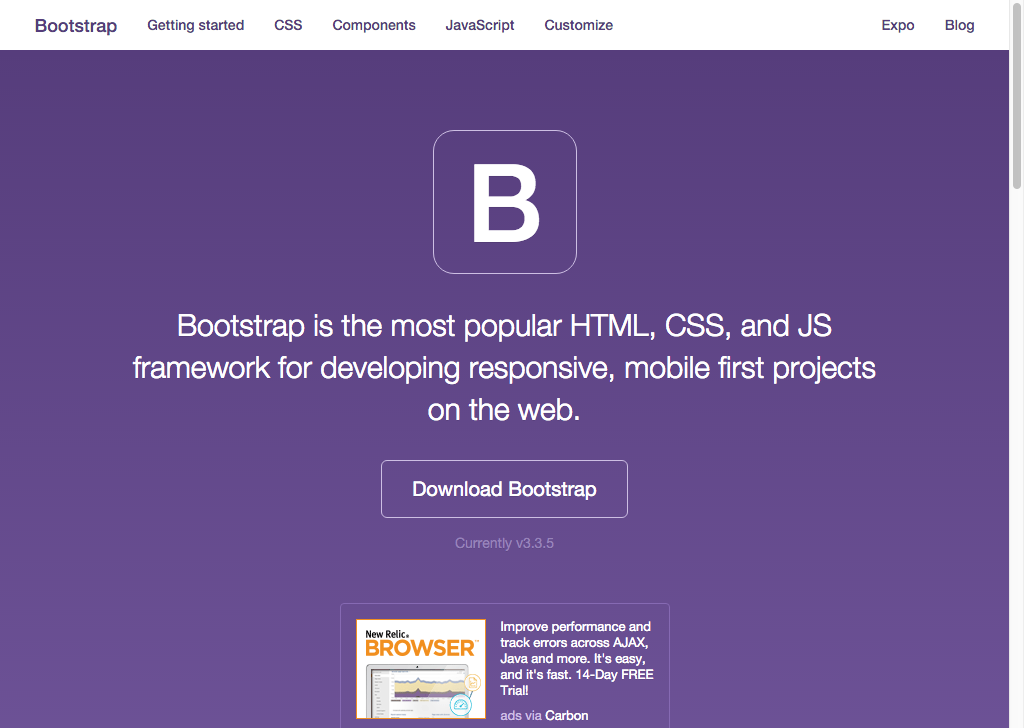 Bootstrap Getting started CSS Components JavaScript Customize Expo Blog
B
Bootstrap is the most popular HTML, CSS, and JS
framework for developing responsive, mobile first projects
on the web.
Download Bootstrap
Currently v3.3.5
New Relic.
BROWSER™
Improve performance and
track errors across AJAX,
Java and more. It's easy,
and it's fast. 14-Day FREE
Trial!
ads via Carbon